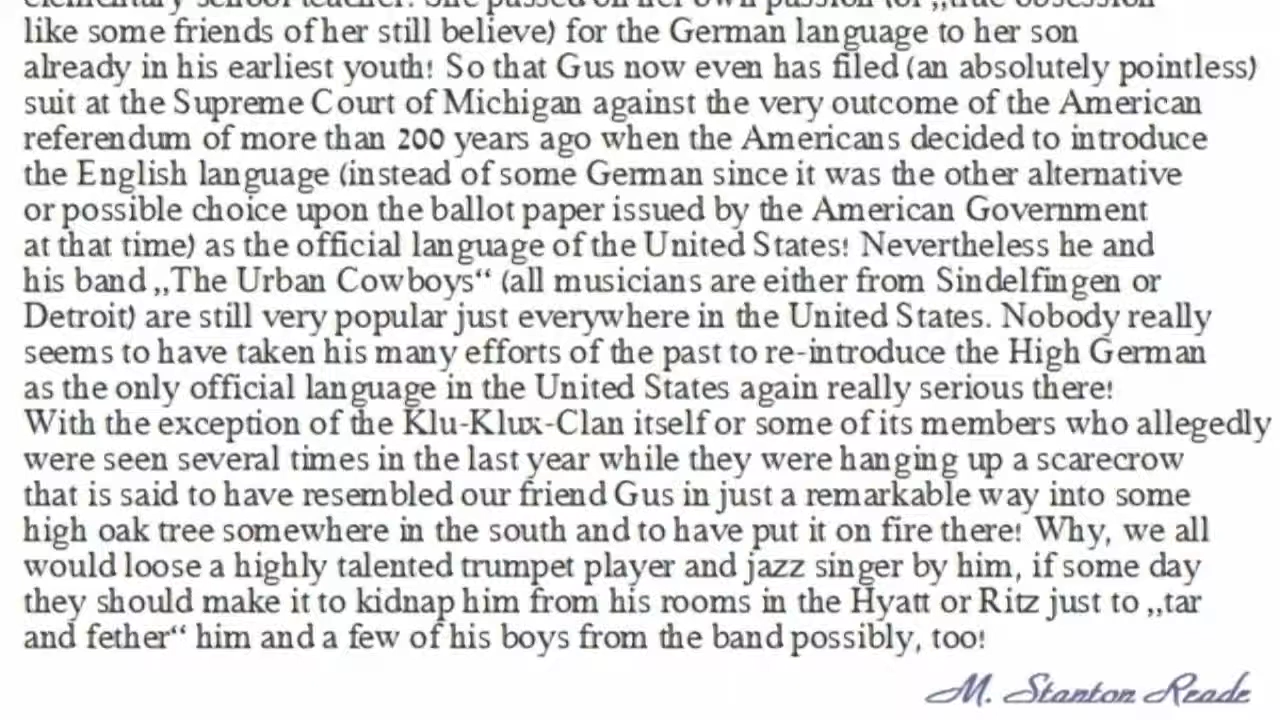 elementary school teacher. She passed on her own passion (or „true obsession
like some friends of her still believe) for the German language to her son
already in his earliest youth! So that Gus now even has filed (an absolutely pointless)
suit at the Supreme Court of Michigan against the very outcome of the American
referendum of more than 200 years ago when the Americans decided to introduce
the English language (instead of some German since it was the other alternative
or possible choice upon the ballot paper issued by the American Government
at that time) as the official language of the United States! Nevertheless he and
his band „The Urban Cowboys“ (all musicians are either from Sindelfingen or
Detroit) are still very popular just everywhere in the United States. Nobody really
seems to have taken his many efforts of the past to re-introduce the High German
as the only official language in the United States again really serious there!
With the exception of the Klu-Klux-Clan itself or some of its members who allegedly
were seen several times in the last year while they were hanging up a scarecrow
that is said to have resembled our friend Gus in just a remarkable way into some
high oak tree somewhere in the south and to have put it on fire there! Why, we all
would loose a highly talented trumpet player and jazz singer by him, if some day
they should make it to kidnap him from his rooms in the Hyatt or Ritz just to „tar
and fether“ him and a few of his boys from the band possibly, too!
M. Stanton Reade